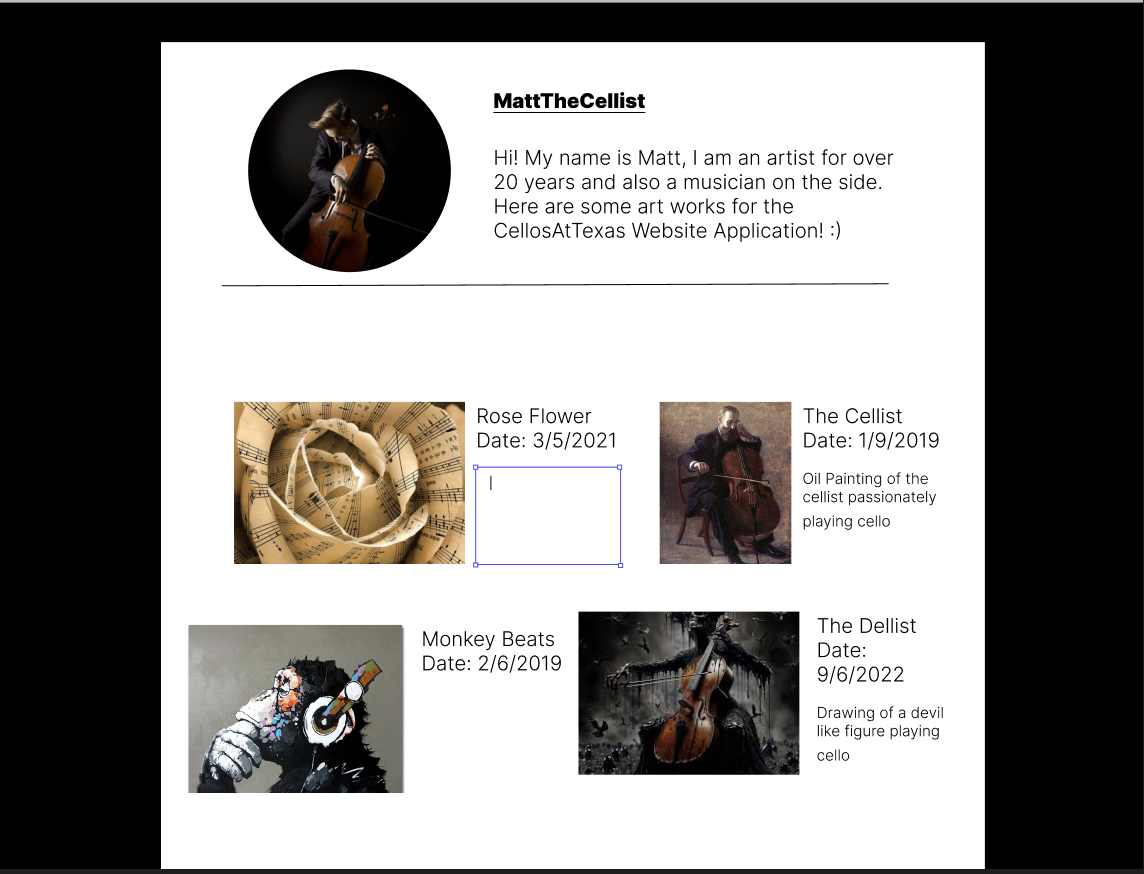 MattTheCellist
Hi! My name is Matt, I am an artist for over
20 years and also a musician on the side.
Here are some art works for the
CellosAtTexas Website Application! :)
Rose Flower
Date: 3/5/2021
The Cellist
Date: 1/9/2019
Oil Painting of the
cellist passionately
playing cello
Monkey Beats
Date: 2/6/2019
The Dellist
Date:
9/6/2022
Drawing of a devil
like figure playing
cello